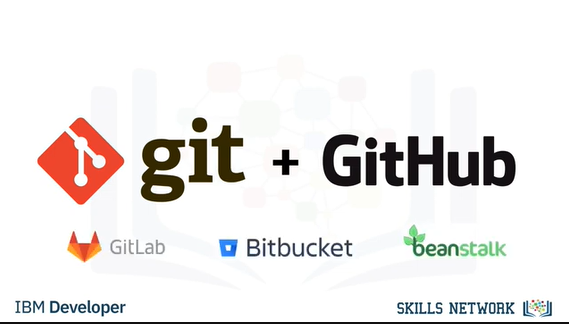 git + GitHub
GitLab Bitbucket beanstalk
IBM Developer SKILLS NETWORK